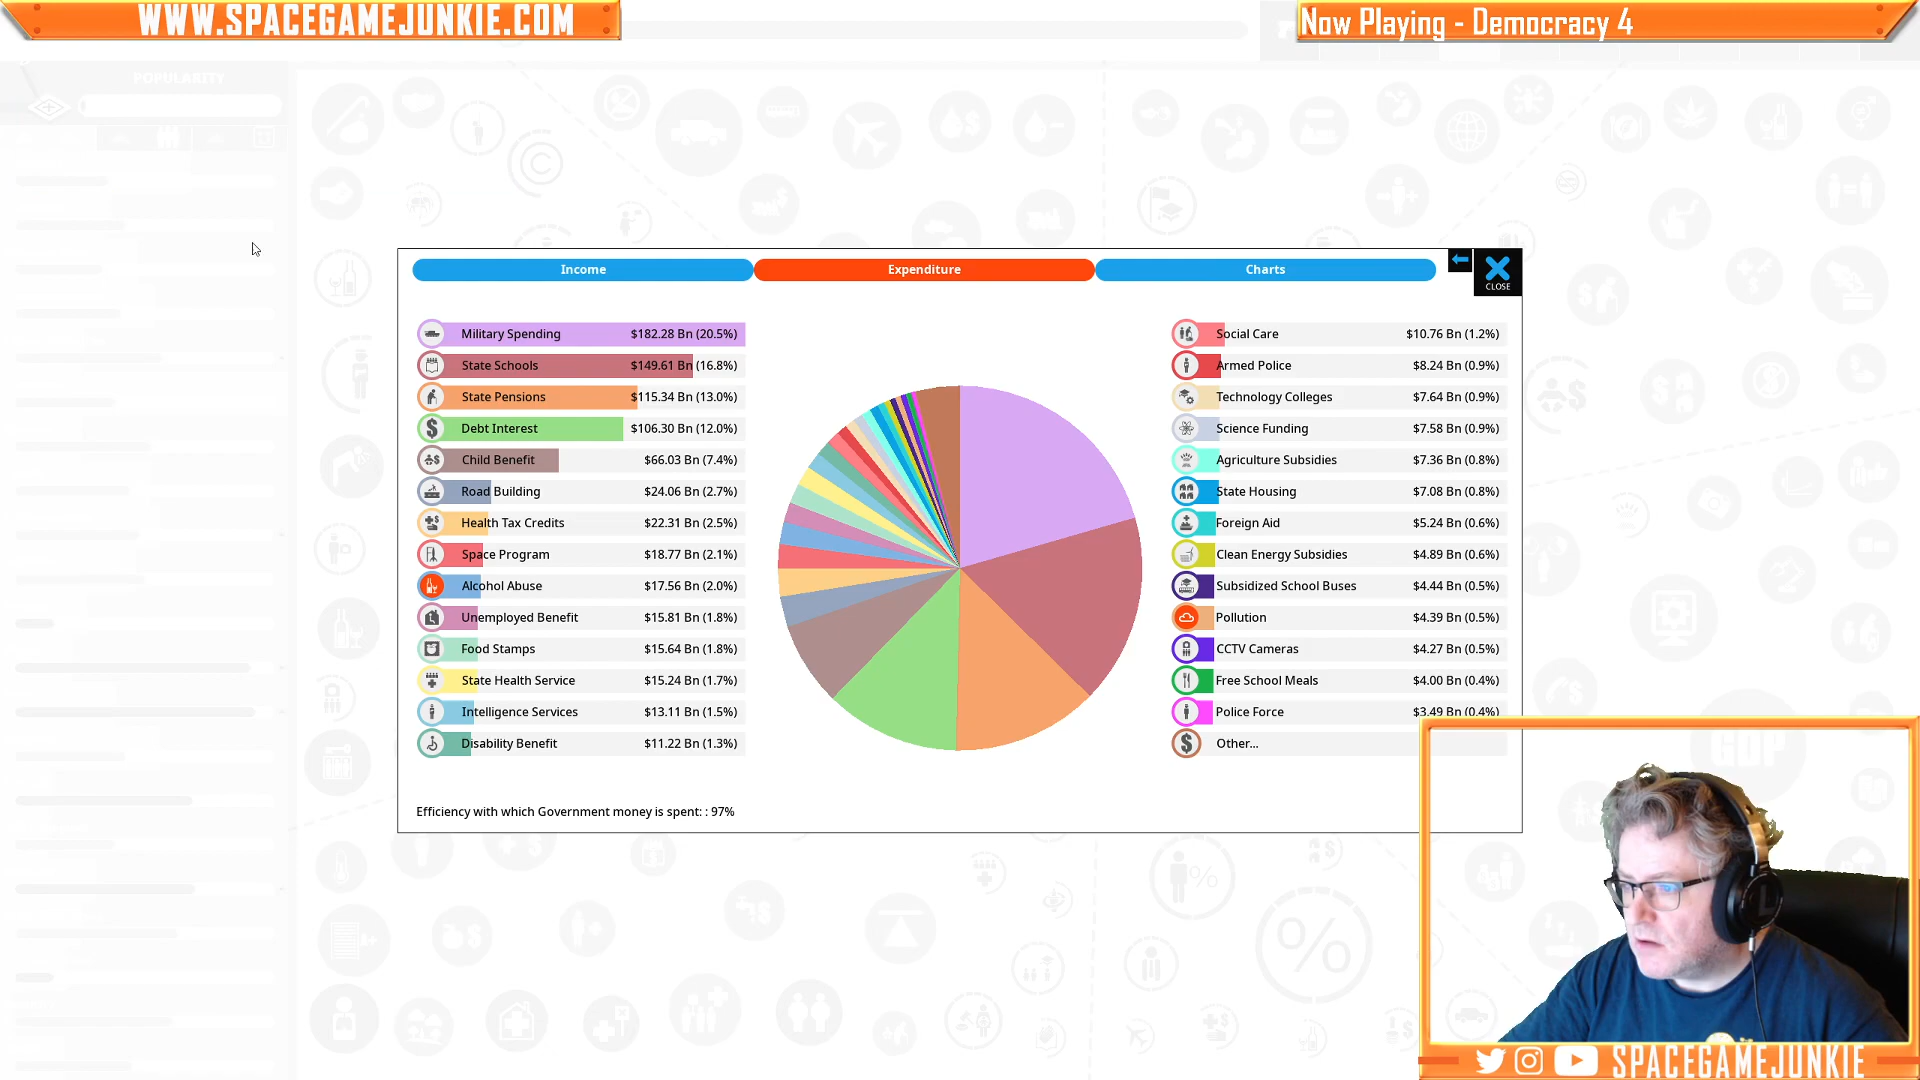 WWW.SPACEGAMEJUNKIE.COM
Now Playing - Democracy 4
POPULARITY
Income
Expenditure
Charts
CLOSE
Military Spending $182.28 Bn (20.5%)
State Schools $149.61 Bn (16.8%)
State Pensions $115.34 Bn (13.0%)
Debt Interest $106.30 Bn (12.0%)
Child Benefit $66.03 Bn (7.4%)
Road Building $24.06 Bn (2.7%)
Health Tax Credits $22.31 Bn (2.5%)
Space Program $18.77 Bn (2.1%)
Alcohol Abuse $17.56 Bn (2.0%)
Unemployed Benefit $15.81 Bn (1.8%)
Food Stamps $15.64 Bn (1.8%)
State Health Service $15.24 Bn (1.7%)
Intelligence Services $13.11 Bn (1.5%)
Disability Benefit $11.22 Bn (1.3%)
Social Care $10.76 Bn (1.2%)
Armed Police $8.24 Bn (0.9%)
Technology Colleges $7.64 Bn (0.9%)
Science Funding $7.58 Bn (0.9%)
Agriculture Subsidies $7.36 Bn (0.8%)
State Housing $7.08 Bn (0.8%)
Foreign Aid $5.24 Bn (0.6%)
Clean Energy Subsidies $4.89 Bn (0.6%)
Subsidized School Buses $4.44 Bn (0.5%)
Pollution $4.39 Bn (0.5%)
CCTV Cameras $4.27 Bn (0.5%)
Free School Meals $4.00 Bn (0.4%)
Police Force $3.49 Bn (0.4%)
Other...
Efficiency with which Government money is spent: : 97%
GDP
SPACEGAMEJUNKIE